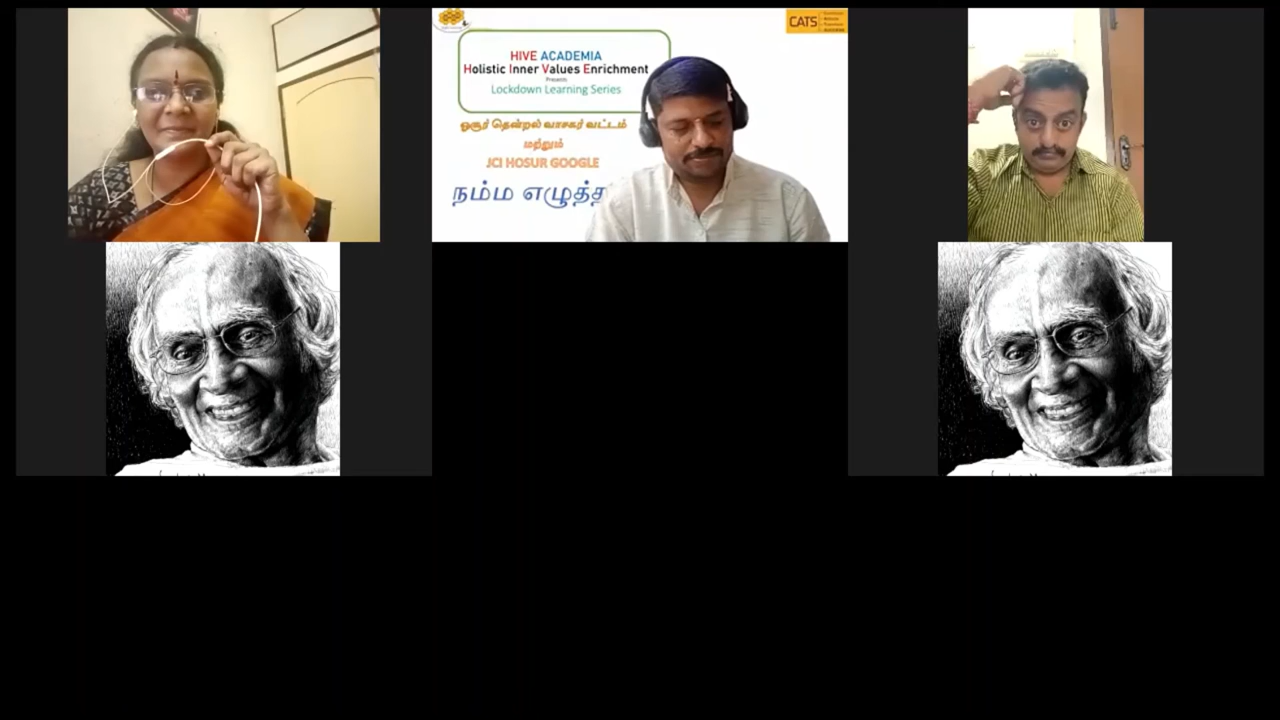 HIVE ACADEMIA
Holistic Inner Values Enrichment
Presents
Lockdown Learning Series
ஓசூர் தென்றல் வாசகர் வட்டம்
மற்றும்
JCI HOSUR GOOGLE
நம்ம எழுத்த
CATS